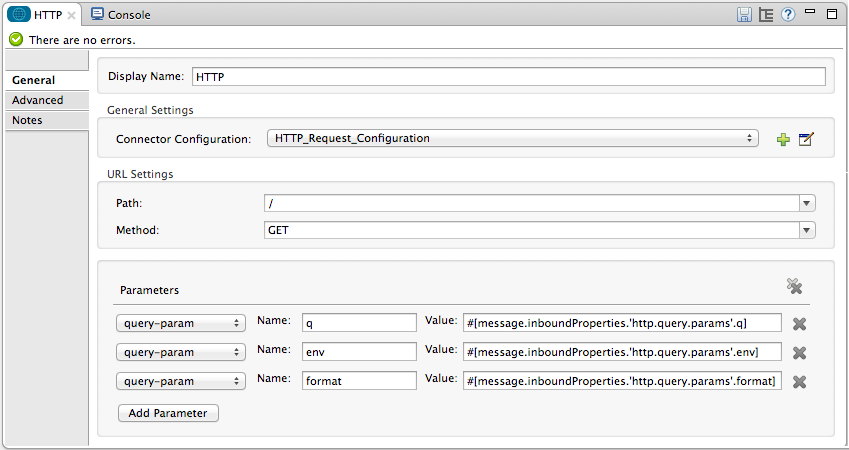 HTTP Console
There are no errors.
General
Advanced
Notes
Display Name: HTTP
General Settings
Connector Configuration: HTTP_Request_Configuration
URL Settings
Path: /
Method: GET
Parameters
query-param Name: q Value: #[message.inboundProperties.'http.query.params'.q]
query-param Name: env Value: #[message.inboundProperties.'http.query.params'.env]
query-param Name: format Value: #[message.inboundProperties.'http.query.params'.format]
Add Parameter